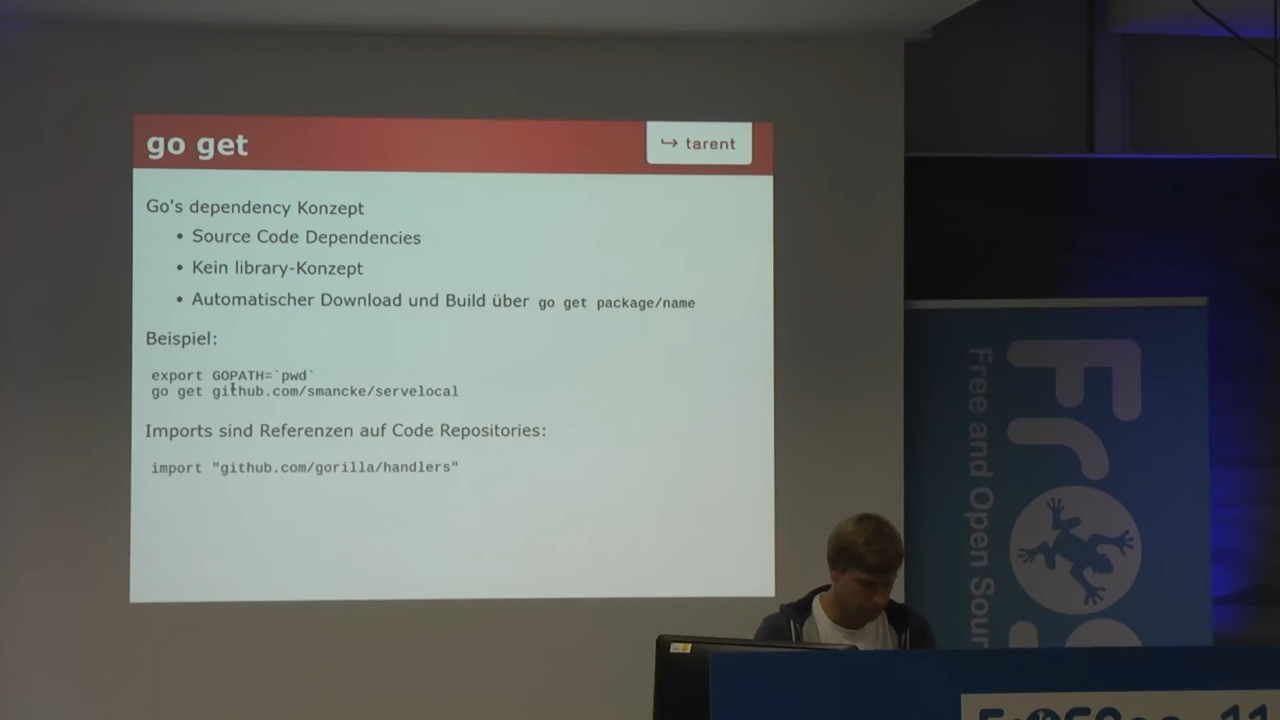 go get
↪ tarent
Go's dependency Konzept
• Source Code Dependencies
• Kein library-Konzept
• Automatischer Download und Build über go get package/name
Beispiel:
export GOPATH=`pwd`
go get github.com/smancke/servelocal
Imports sind Referenzen auf Code Repositories:
import "github.com/gorilla/handlers"
Free and Open Sour